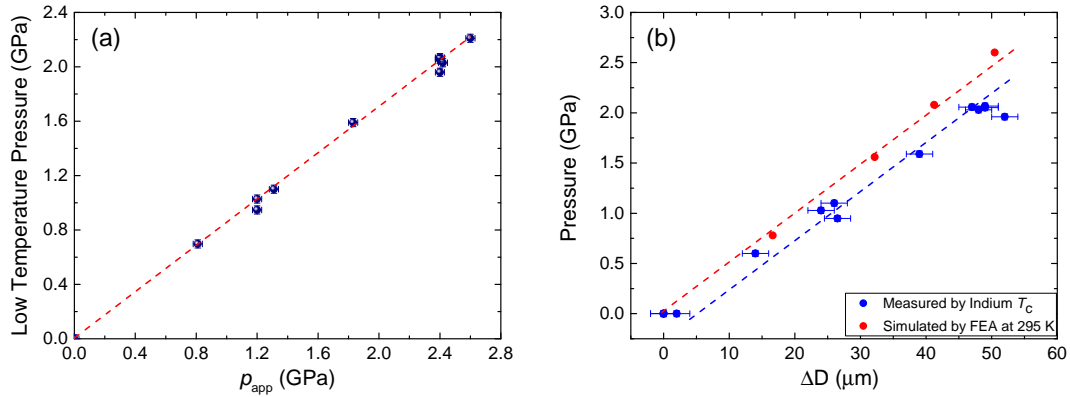 (a)
Low Temperature Pressure (GPa)
2.4
2.0
1.6
1.2
0.8
0.4
0.0
0.0 0.4 0.8 1.2 1.6 2.0 2.4 2.8
p_app (GPa)
(b)
Pressure (GPa)
3.0
2.5
2.0
1.5
1.0
0.5
0.0
0 10 20 30 40 50 60
ΔD (μm)
Measured by Indium T_c
Simulated by FEA at 295 K